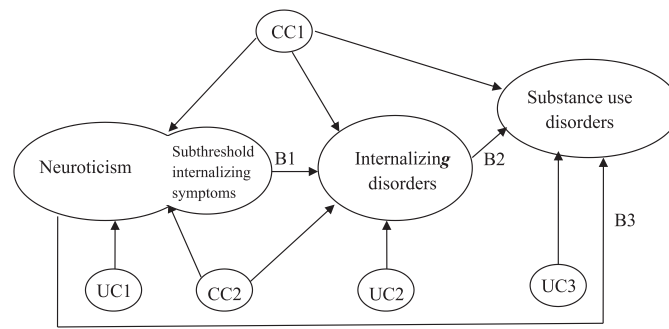 CC1
Substance use
disorders
Neuroticism
Subthreshold
internalizing
symptoms
B1
Internalizing
disorders
B2
B3
UC1
CC2
UC2
UC3